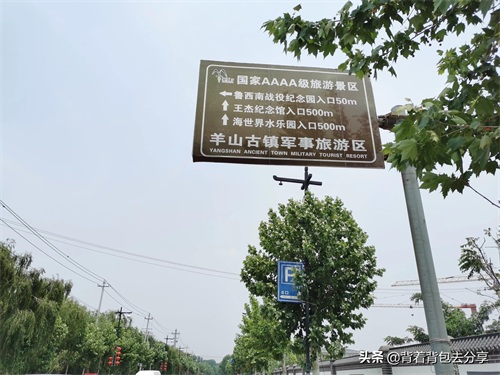 国家AAAA级旅游景区
←鲁西南战役纪念园入口50m
↑王杰纪念馆入口500m
↑海世界水乐园入口500m
羊山古镇军事旅游区
YANGSHAN ANCIENT TOWN MILITARY TOURIST RESORT
P
头条 @背着背包去分享